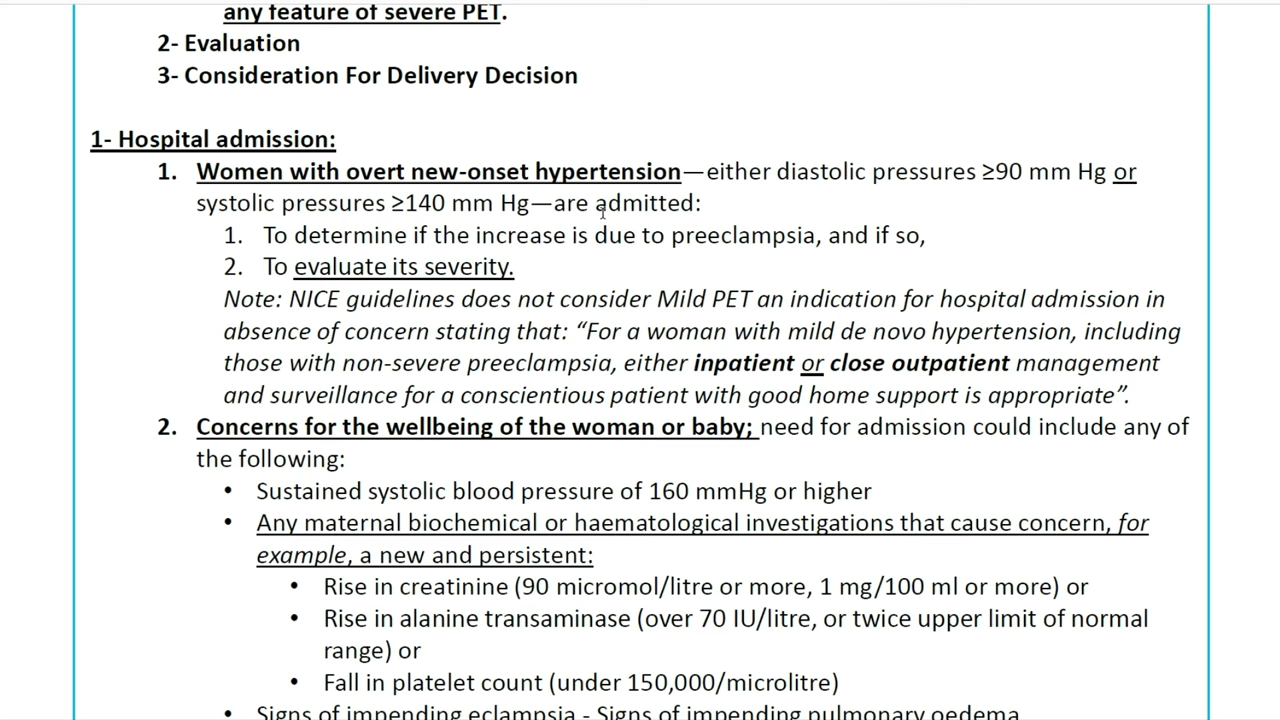 any feature of severe PET.
2- Evaluation
3- Consideration For Delivery Decision
1- Hospital admission:
1. Women with overt new-onset hypertension—either diastolic pressures ≥90 mm Hg or
systolic pressures ≥140 mm Hg—are admitted:
1. To determine if the increase is due to preeclampsia, and if so,
2. To evaluate its severity.
Note: NICE guidelines does not consider Mild PET an indication for hospital admission in
absence of concern stating that: “For a woman with mild de novo hypertension, including
those with non-severe preeclampsia, either inpatient or close outpatient management
and surveillance for a conscientious patient with good home support is appropriate”.
2. Concerns for the wellbeing of the woman or baby; need for admission could include any of
the following:
• Sustained systolic blood pressure of 160 mmHg or higher
• Any maternal biochemical or haematological investigations that cause concern, for
example, a new and persistent:
• Rise in creatinine (90 micromol/litre or more, 1 mg/100 ml or more) or
• Rise in alanine transaminase (over 70 IU/litre, or twice upper limit of normal
range) or
• Fall in platelet count (under 150,000/microlitre)
• Signs of impending eclampsia - Signs of impending pulmonary oedema